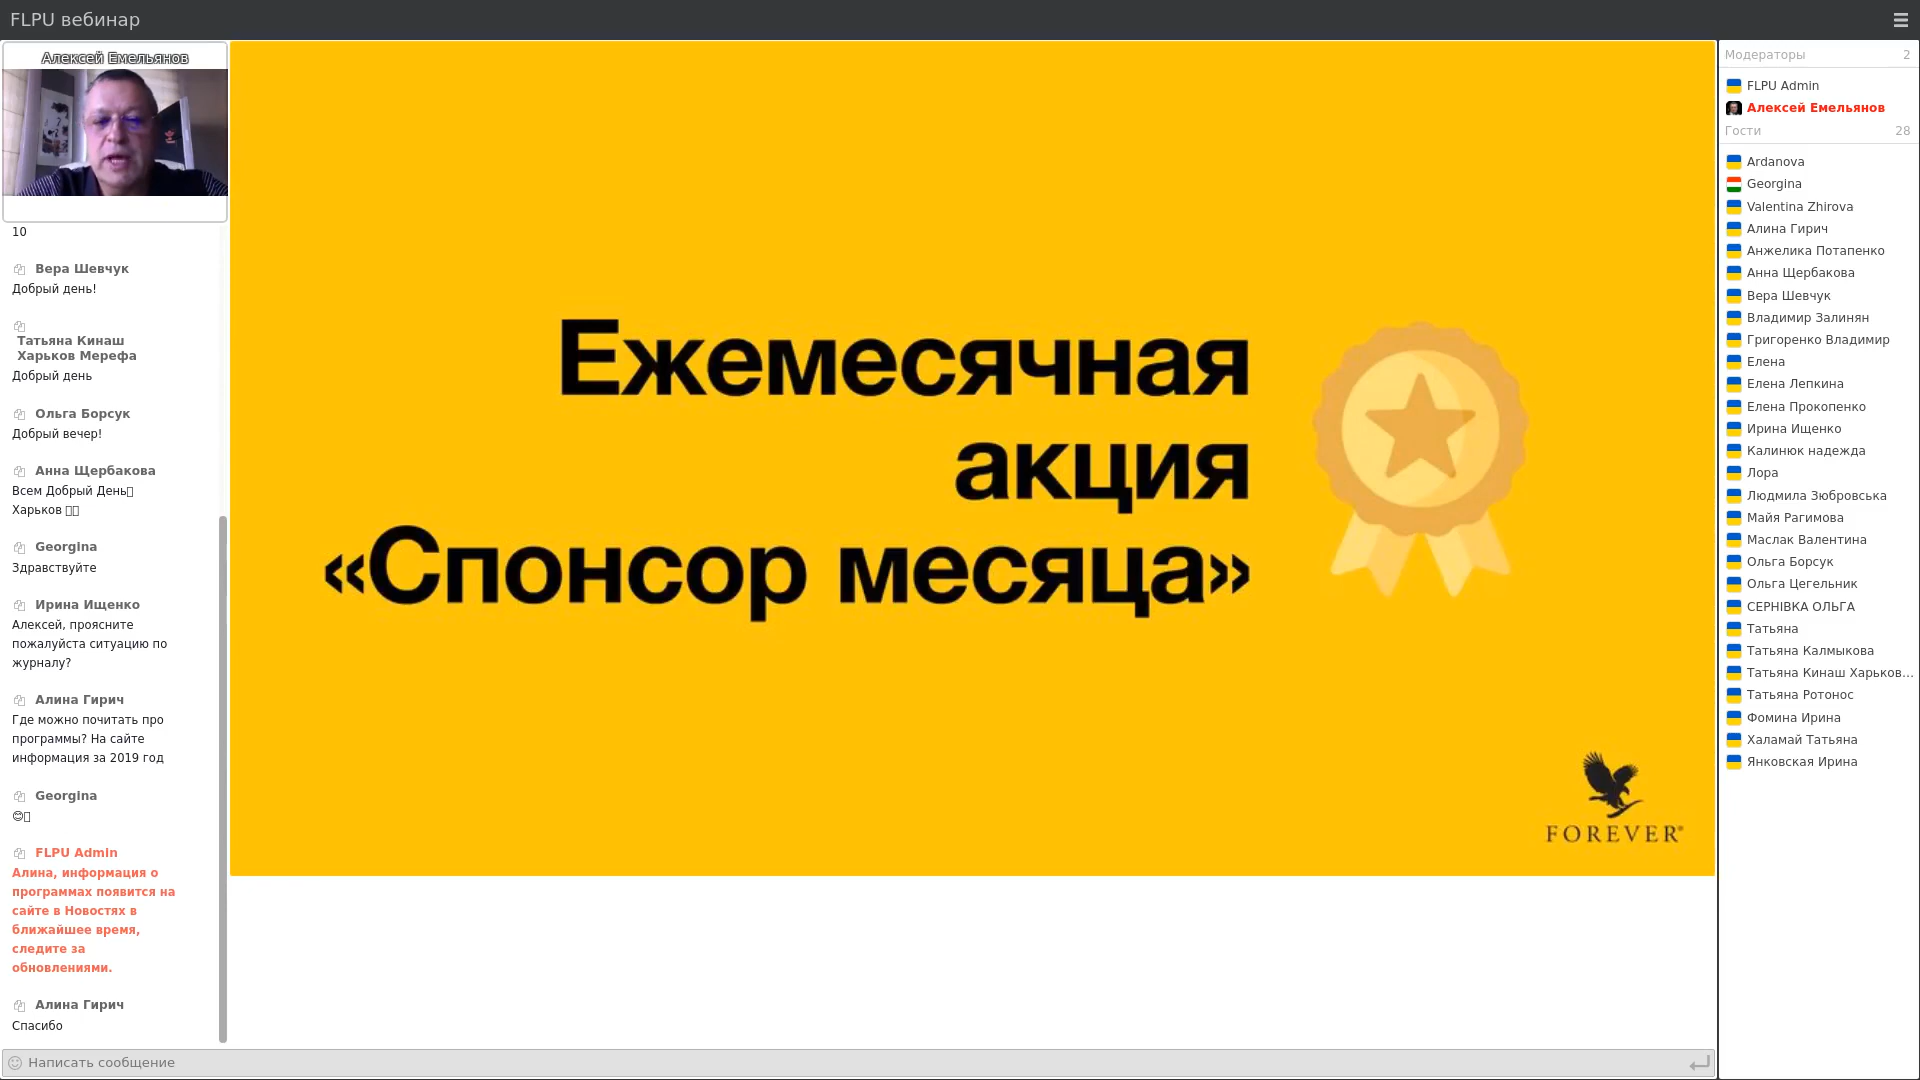 FLPU вебинар
Алексей Емельянов
10
Вера Шевчук
Добрый день!
Татьяна Кинаш
Харьков Мерефа
Добрый день
Ольга Борсук
Добрый вечер!
Анна Щербакова
Всем Добрый День
Харьков
Georgina
Здравствуйте
Ирина Ищенко
Алексей, проясните
пожалуйста ситуацию по
журналу?
Алина Гирич
Где можно почитать про
программы? На сайте
информация за 2019 год
Georgina
😊
FLPU Admin
Алина, информация о
программах появится на
сайте в Новостях в
ближайшее время,
следите за
обновлениями.
Алина Гирич
Спасибо
Написать сообщение
Ежемесячная
акция
«Спонсор месяца»
FOREVER®
Модераторы 2
FLPU Admin
Алексей Емельянов
Гости 28
Ardanova
Georgina
Valentina Zhirova
Алина Гирич
Анжелика Потапенко
Анна Щербакова
Вера Шевчук
Владимир Залинян
Григоренко Владимир
Елена
Елена Лепкина
Елена Прокопенко
Ирина Ищенко
Калинюк надежда
Лора
Людмила Зюбровська
Майя Рагимова
Маслак Валентина
Ольга Борсук
Ольга Цегельник
СЕРНІВКА ОЛЬГА
Татьяна
Татьяна Калмыкова
Татьяна Кинаш Харьков...
Татьяна Ротонос
Фомина Ирина
Халамай Татьяна
Янковская Ирина